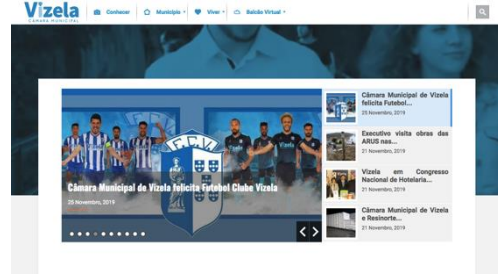 Vizela
CÂMARA MUNICIPAL
Conhecer
Município
Viver
Balcão Virtual
F.C.V.
Câmara Municipal de Vizela felicita Futebol Clube Vizela
25 Novembro, 2019
Câmara Municipal de Vizela
felicita Futebol...
25 Novembro, 2019
Executivo visita obras das
ARUS nas...
21 Novembro, 2019
Vizela em Congresso
Nacional de Hotelaria...
21 Novembro, 2019
Câmara Municipal de Vizela
e Resinorte...
21 Novembro, 2019